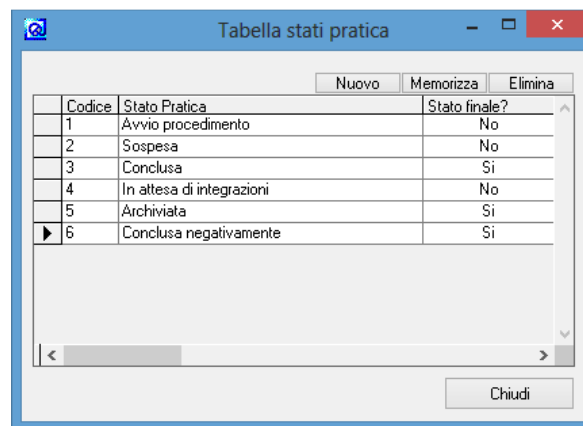 Tabella stati pratica
Nuovo Memorizza Elimina
Codice Stato Pratica Stato finale?
1 Avvio procedimento No
2 Sospesa No
3 Conclusa Si
4 In attesa di integrazioni No
5 Archiviata Si
6 Conclusa negativamente Si
Chiudi